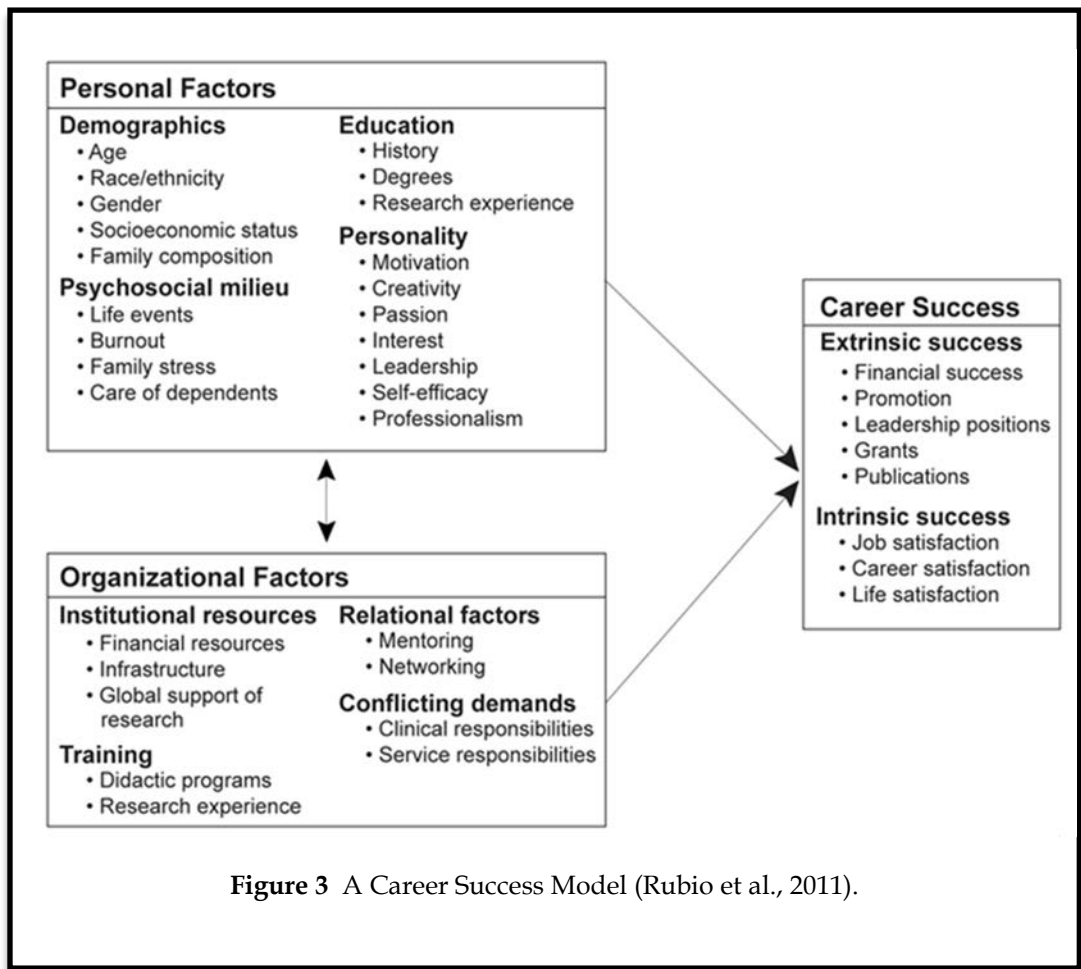 Personal Factors
Demographics
• Age
• Race/ethnicity
• Gender
• Socioeconomic status
• Family composition
Psychosocial milieu
• Life events
• Burnout
• Family stress
• Care of dependents
Education
• History
• Degrees
• Research experience
Personality
• Motivation
• Creativity
• Passion
• Interest
• Leadership
• Self-efficacy
• Professionalism
Organizational Factors
Institutional resources
• Financial resources
• Infrastructure
• Global support of
research
Training
• Didactic programs
• Research experience
Relational factors
• Mentoring
• Networking
Conflicting demands
• Clinical responsibilities
• Service responsibilities
Career Success
Extrinsic success
• Financial success
• Promotion
• Leadership positions
• Grants
• Publications
Intrinsic success
• Job satisfaction
• Career satisfaction
• Life satisfaction
Figure 3 A Career Success Model (Rubio et al., 2011).